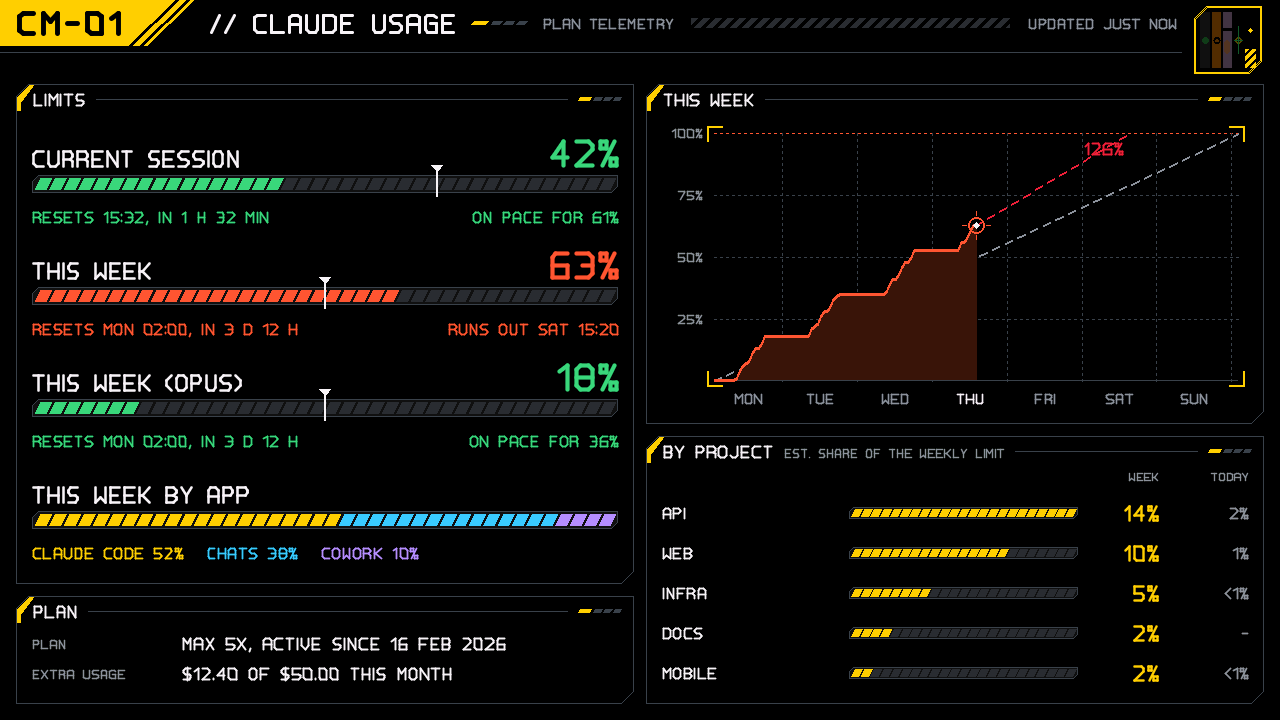 CM-01 // CLAUDE USAGE PLAN TELEMETRY UPDATED JUST NOW
LIMITS
CURRENT SESSION 42%
RESETS 15:32, IN 1 H 32 MIN ON PACE FOR 61%
THIS WEEK 63%
RESETS MON 02:00, IN 3 D 12 H RUNS OUT SAT 15:20
THIS WEEK (OPUS) 18%
RESETS MON 02:00, IN 3 D 12 H ON PACE FOR 36%
THIS WEEK BY APP
CLAUDE CODE 52% CHATS 38% COWORK 10%
PLAN
PLAN MAX 5X, ACTIVE SINCE 16 FEB 2026
EXTRA USAGE $12.40 OF $50.00 THIS MONTH
THIS WEEK
100%
126%
75%
50%
25%
MON TUE WED THU FRI SAT SUN
BY PROJECT EST. SHARE OF THE WEEKLY LIMIT
WEEK TODAY
API 14% 2%
WEB 10% 1%
INFRA 5% <1%
DOCS 2% -
MOBILE 2% <1%